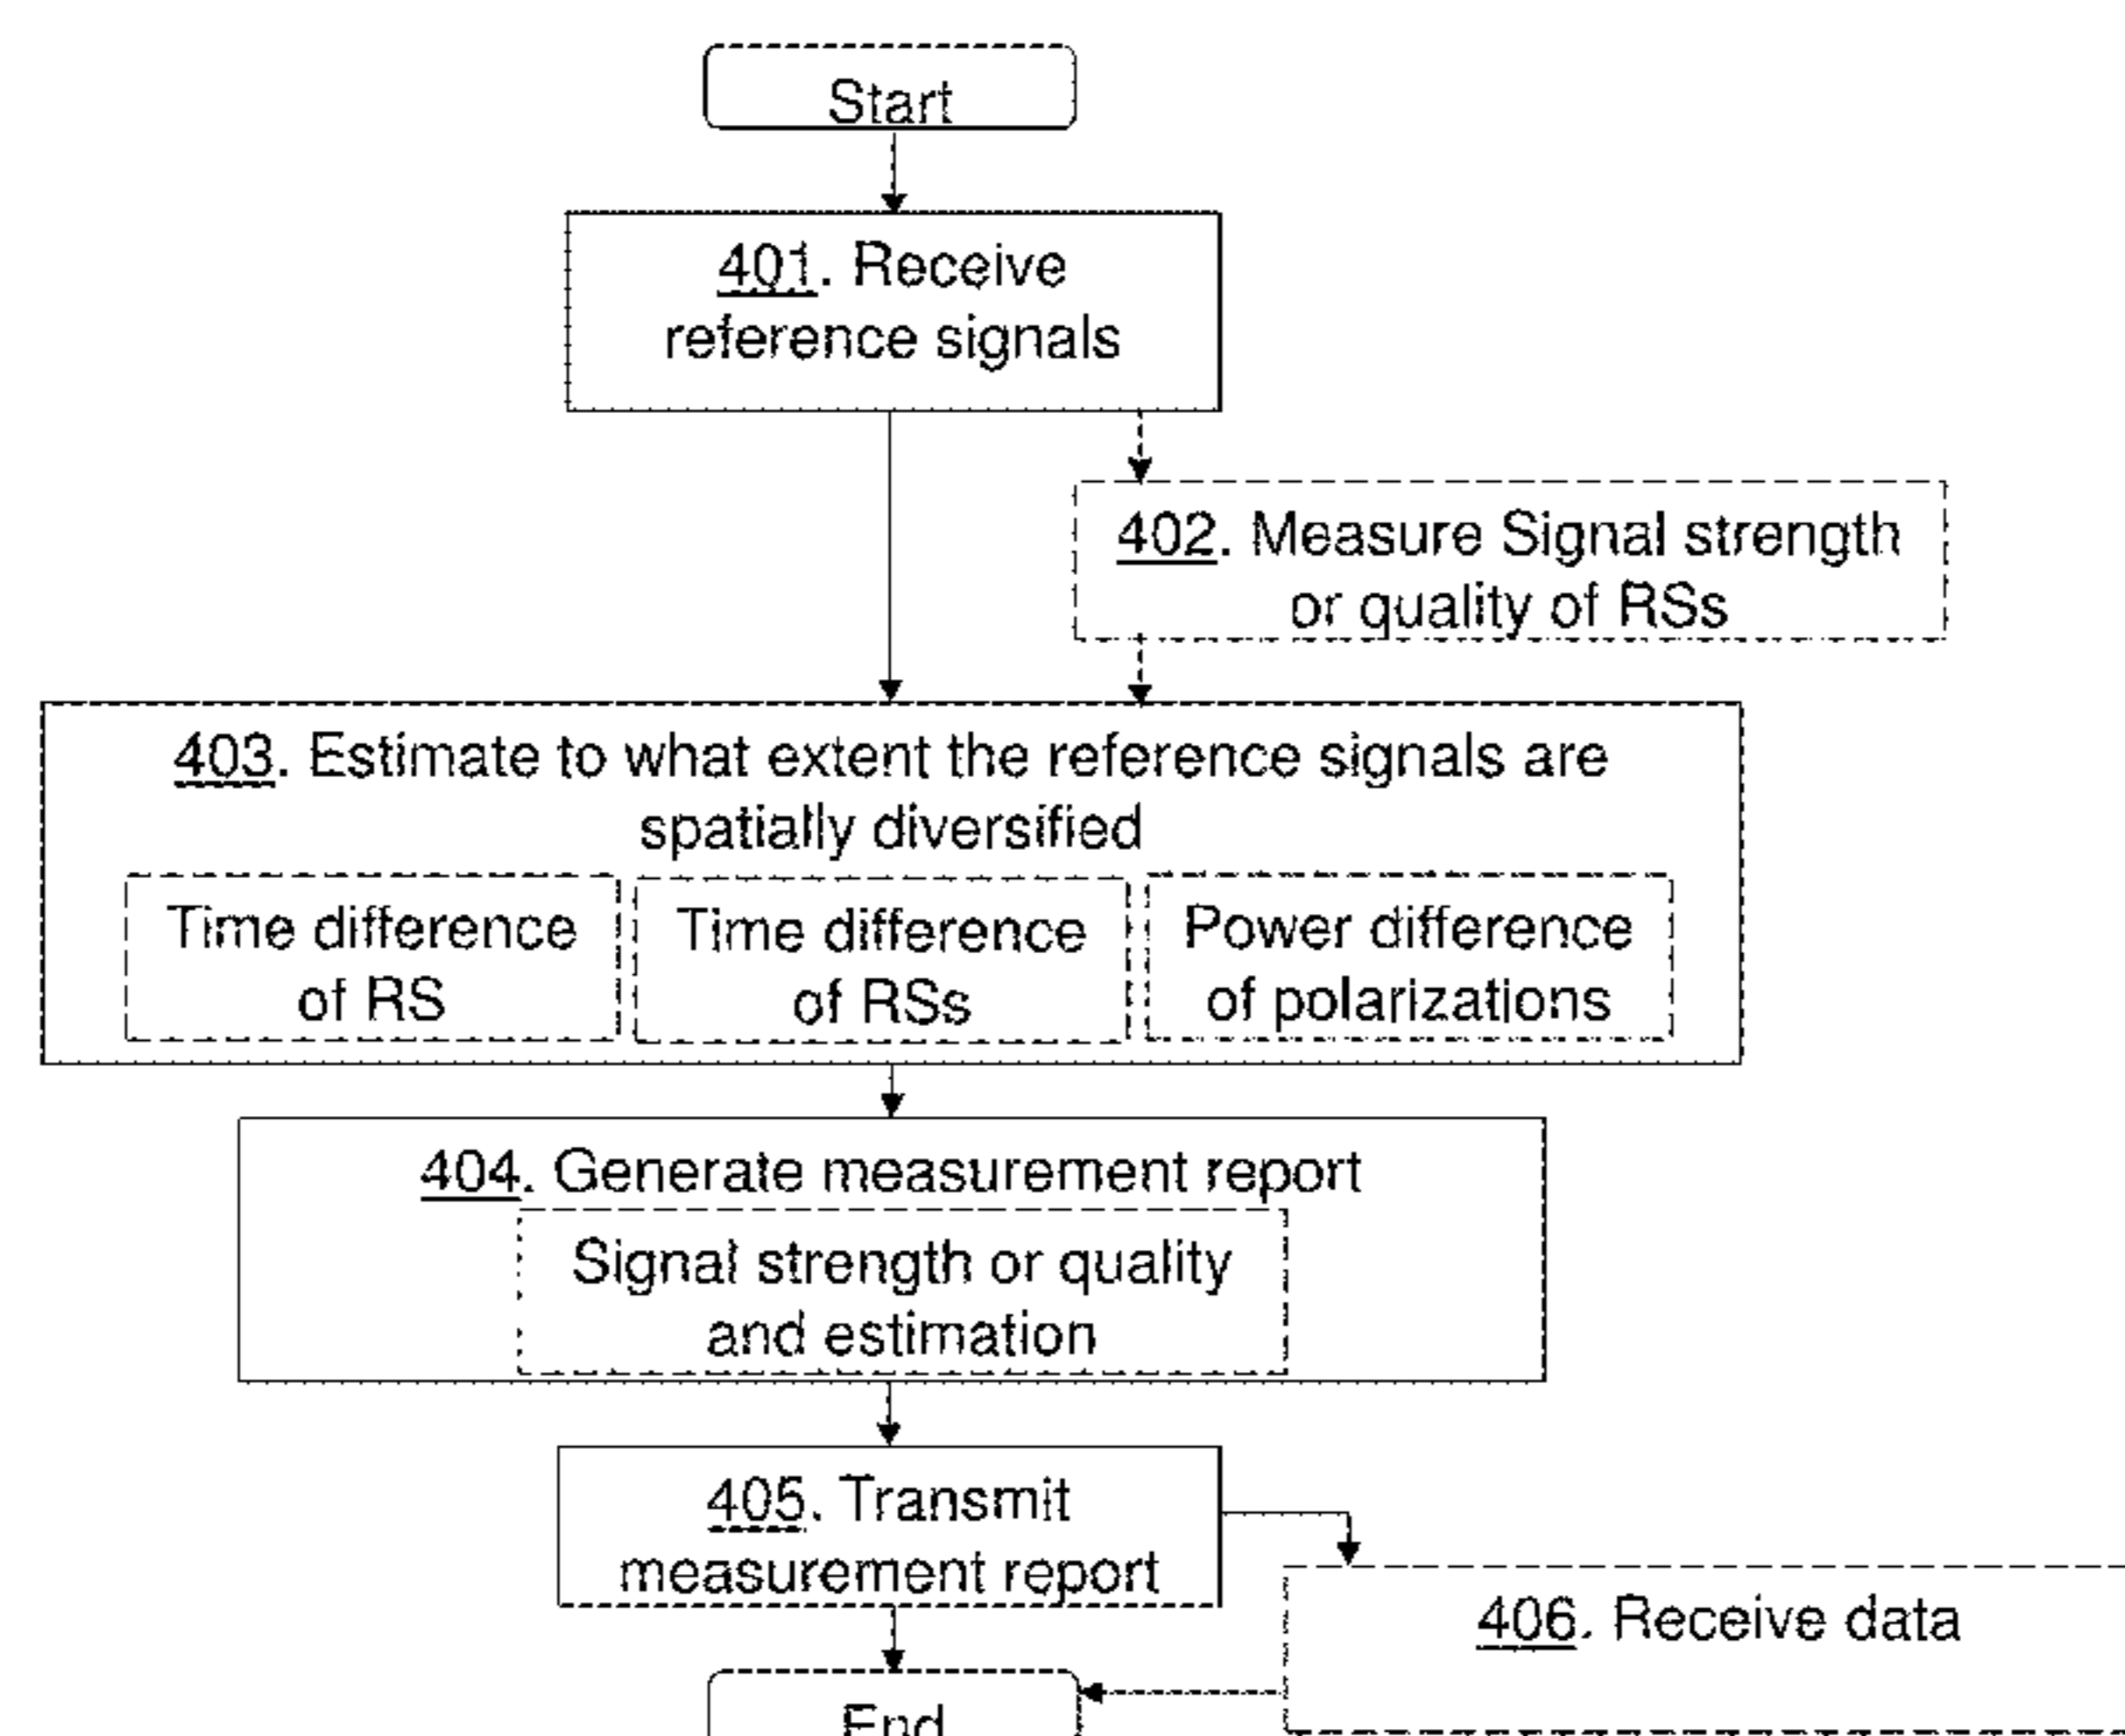 Start
401. Receive
reference signals
402. Measure Signal strength
or quality of RSs
403. Estimate to what extent the reference signals are
spatially diversified
Time difference
of RS
Time difference
of RSs
Power difference
of polarizations
404. Generate measurement report
Signal strength or quality
and estimation
405. Transmit
measurement report
406. Receive data
End